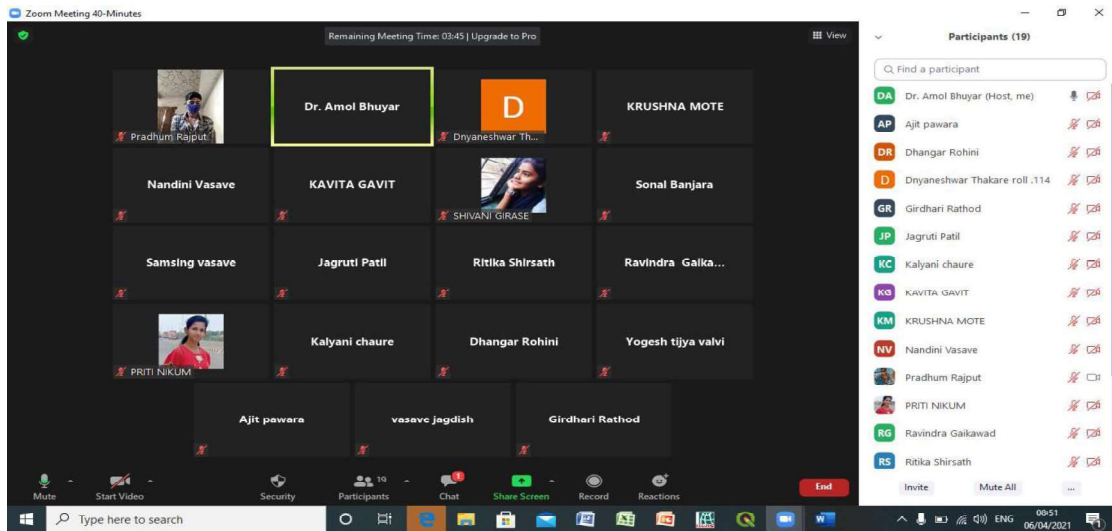 Zoom Meeting 40-Minutes
Remaining Meeting Time: 03:45 | Upgrade to Pro
View
Pradhum Rajput
Dr. Amol Bhuyar
D
Dnyaneshwar Th...
KRUSHNA MOTE
Nandini Vasave
KAVITA GAVIT
SHIVANI GIRASE
Sonal Banjara
Samsing vasave
Jagruti Patil
Ritika Shirsath
Ravindra Gaika...
PRITI NIKUM
Kalyani chaure
Dhangar Rohini
Yogesh tijya valvi
Ajit pawara
vasave jagdish
Girdhari Rathod
Participants (19)
Find a participant
DA Dr. Amol Bhuyar (Host, me)
AP Ajit pawara
DR Dhangar Rohini
D Dnyaneshwar Thakare roll .114
GR Girdhari Rathod
JP Jagruti Patil
KC Kalyani chaure
KG KAVITA GAVIT
KM KRUSHNA MOTE
NV Nandini Vasave
Pradhum Rajput
PRITI NIKUM
RG Ravindra Gaikawad
RS Ritika Shirsath
Invite Mute All ...
Mute Start Video Security Participants 19 Chat 1 Share Screen Record Reactions End
Type here to search
ENG
00:51
06/04/2021